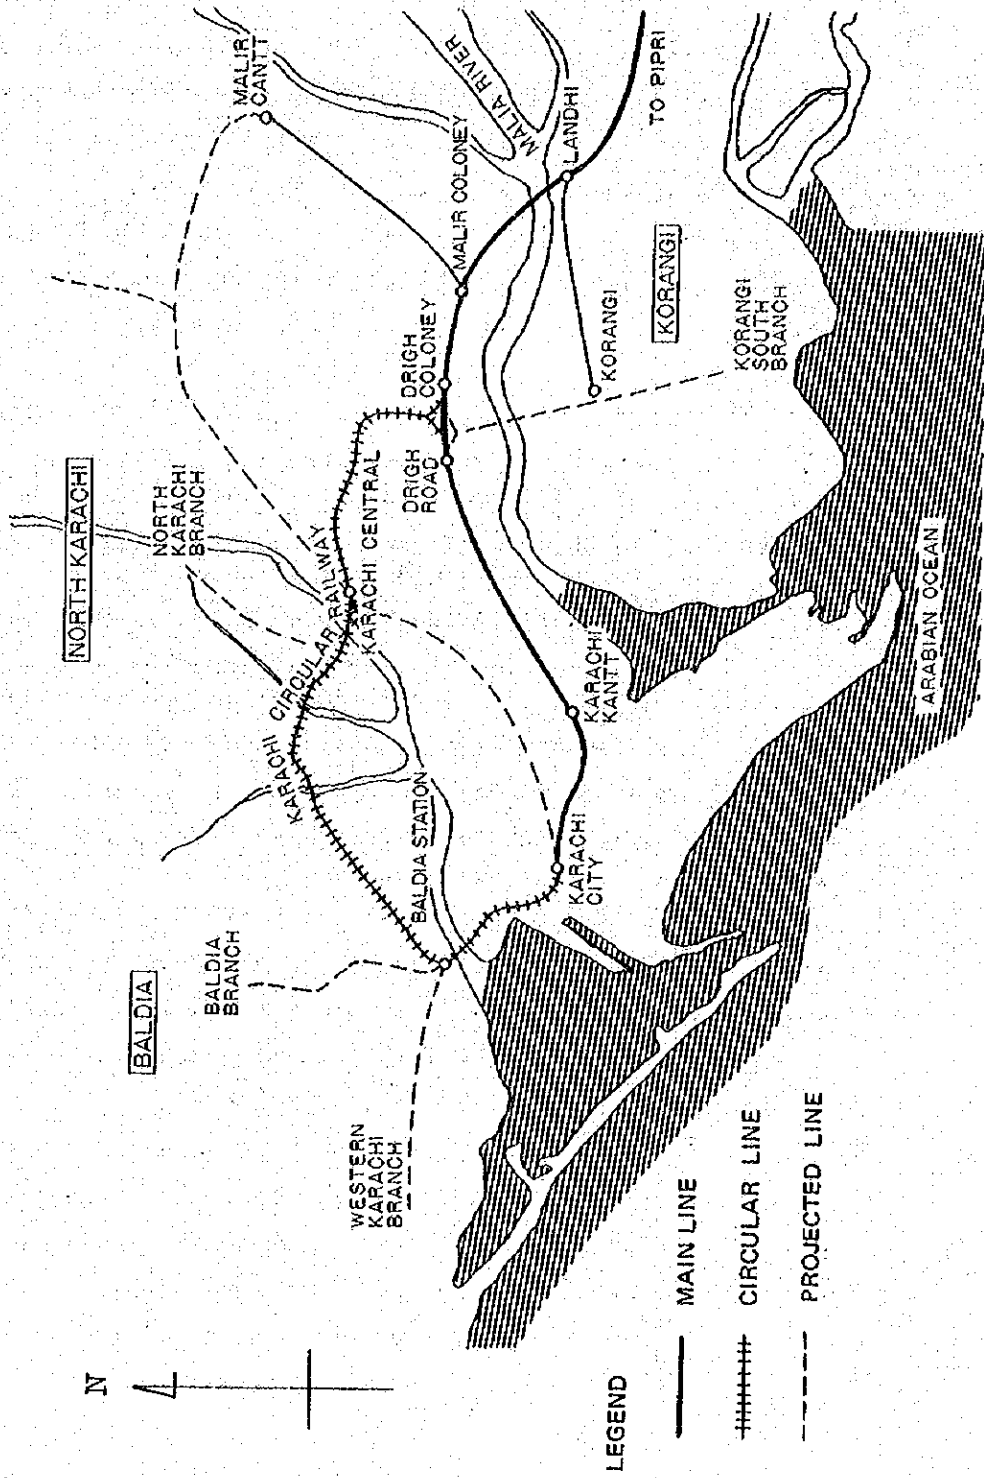 N
NORTH KARACHI
BALDIA
MALIR
CANTT
NORTH
KARACHI
BRANCH
BALDIA
BRANCH
KARACHI CIRCULAR RAILWAY
KARACHI CENTRAL
MALIA RIVER
MALIR COLONEY
DRIGH
COLONEY
DRIGH
ROAD
BALDIA STATION
WESTERN
KARACHI
BRANCH
LANDHI
TO PIPRI
KORANGI
KORANGI
KORANGI
SOUTH
BRANCH
KARACHI
KANTT
KARACHI
CITY
ARABIAN OCEAN
LEGEND
MAIN LINE
CIRCULAR LINE
PROJECTED LINE